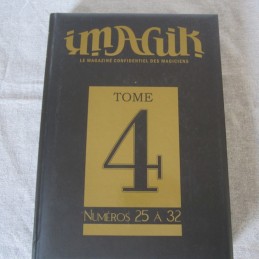 iMAGiK
LE MAGAZINE CONFIDENTIEL DES MAGICIENS
TOME
4
NUMÉROS 25 À 32